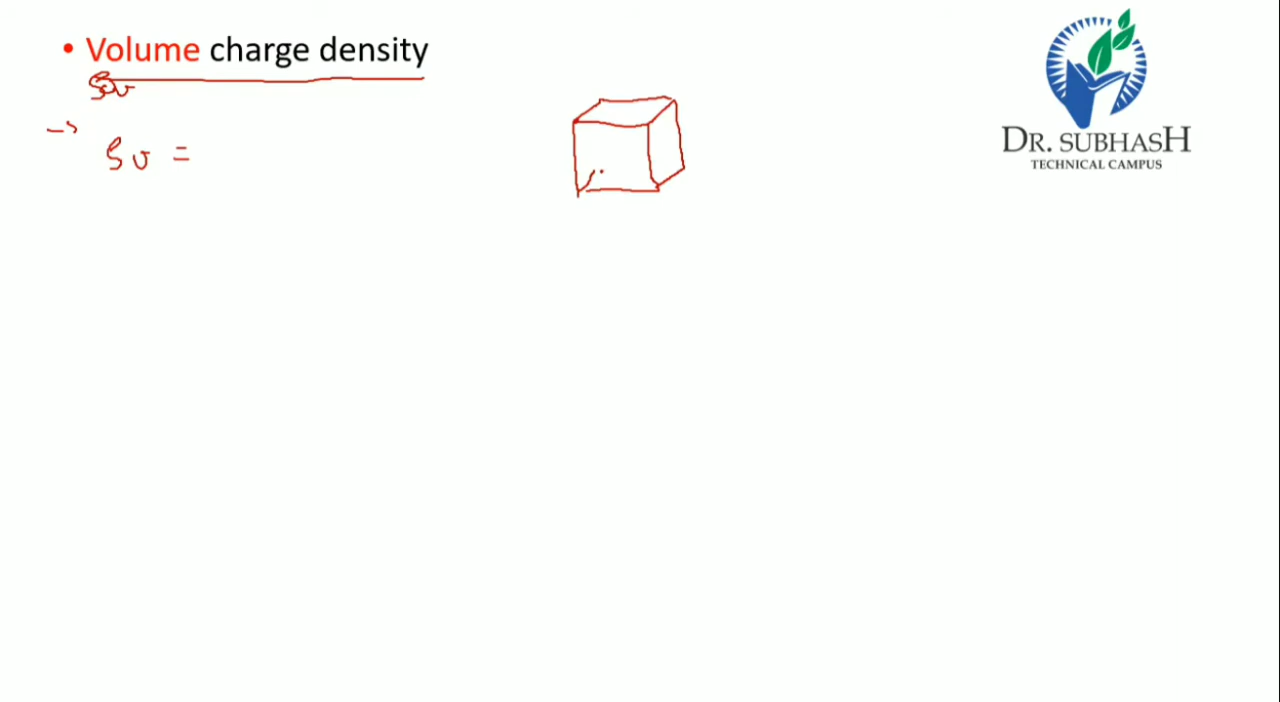 • Volume charge density
ρv
→ ρv =
DR. SUBHASH
TECHNICAL CAMPUS